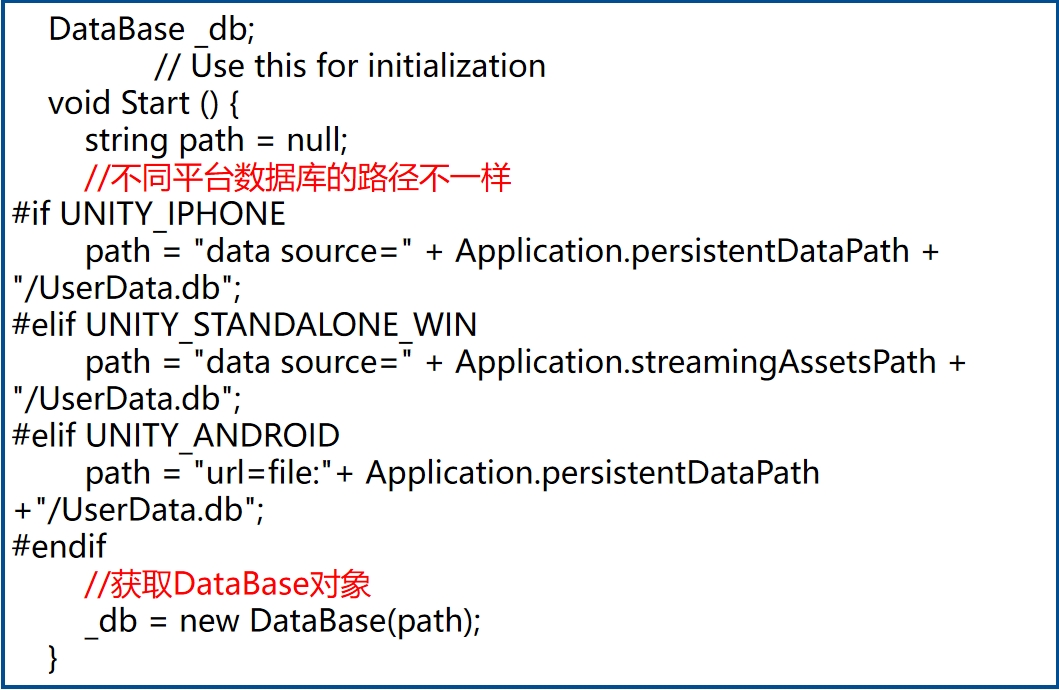 DataBase _db;
// Use this for initialization
void Start () {
string path = null;
//不同平台数据库的路径不一样
#if UNITY_IPHONE
path = "data source=" + Application.persistentDataPath +
"/UserData.db";
#elif UNITY_STANDALONE_WIN
path = "data source=" + Application.streamingAssetsPath +
"/UserData.db";
#elif UNITY_ANDROID
path = "url=file:"+ Application.persistentDataPath
+"/UserData.db";
#endif
//获取DataBase对象
_db = new DataBase(path);
}